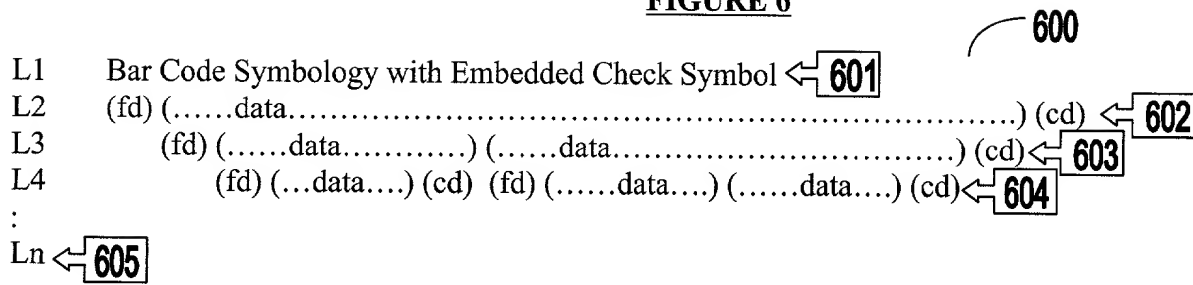 FIGURE 6
600
L1 Bar Code Symbology with Embedded Check Symbol 601
L2 (fd) (......data.......................................................................) (cd) 602
L3 (fd) (......data............) (......data.................................) (cd) 603
L4 (fd) (...data....) (cd) (fd) (......data....) (......data....) (cd) 604
:
Ln 605